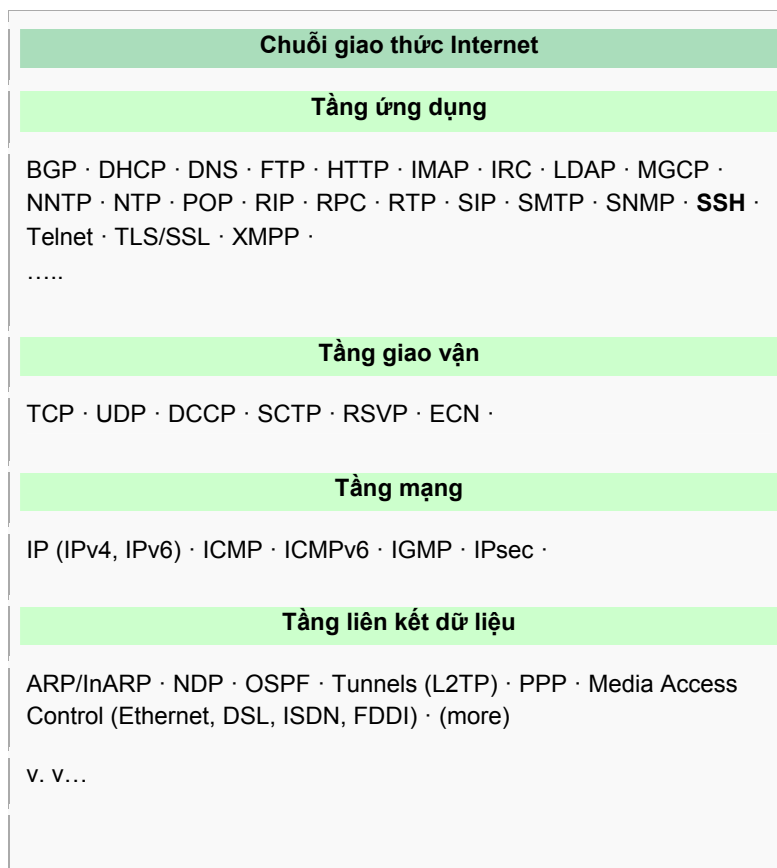 Chuỗi giao thức Internet
Tầng ứng dụng
BGP · DHCP · DNS · FTP · HTTP · IMAP · IRC · LDAP · MGCP ·
NNTP · NTP · POP · RIP · RPC · RTP · SIP · SMTP · SNMP · SSH ·
Telnet · TLS/SSL · XMPP ·
…..
Tầng giao vận
TCP · UDP · DCCP · SCTP · RSVP · ECN ·
Tầng mạng
IP (IPv4, IPv6) · ICMP · ICMPv6 · IGMP · IPsec ·
Tầng liên kết dữ liệu
ARP/InARP · NDP · OSPF · Tunnels (L2TP) · PPP · Media Access
Control (Ethernet, DSL, ISDN, FDDI) · (more)
v. v…